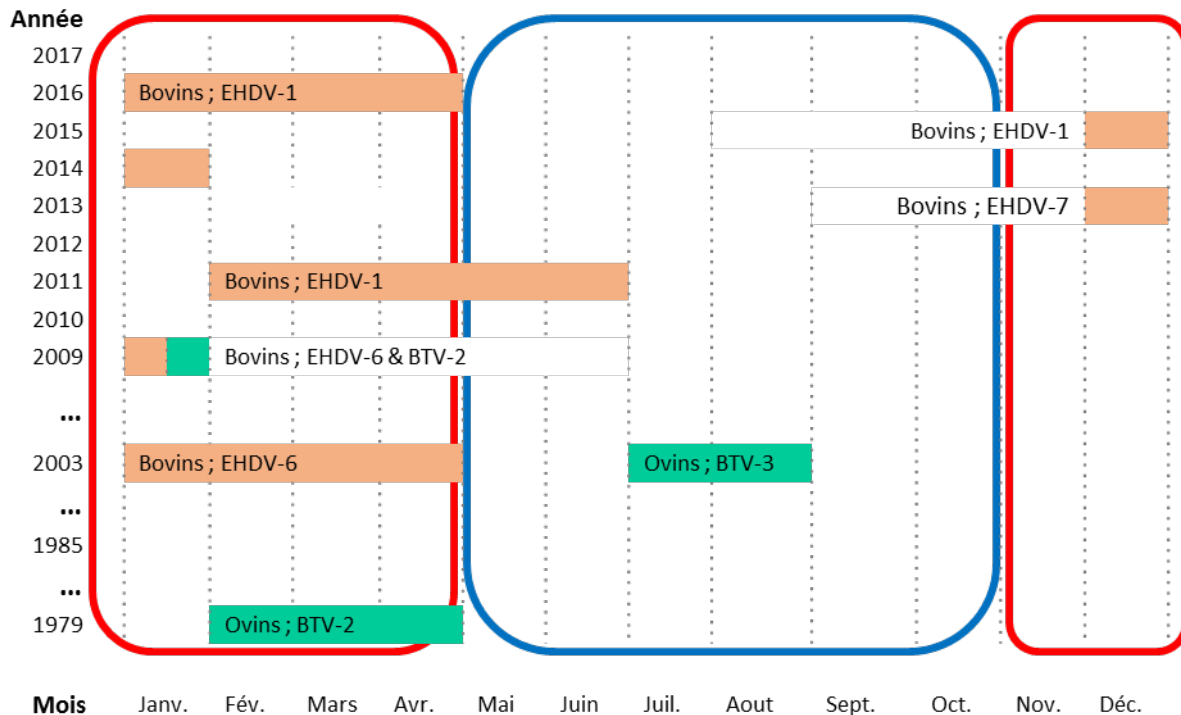 Année
2017
2016 Bovins ; EHDV-1
2015 Bovins ; EHDV-1
2014
2013 Bovins ; EHDV-7
2012
2011 Bovins ; EHDV-1
2010
2009 Bovins ; EHDV-6 & BTV-2
...
2003 Bovins ; EHDV-6 Ovins ; BTV-3
...
1985
...
1979 Ovins ; BTV-2
Mois Janv. Fév. Mars Avr. Mai Juin Juil. Aout Sept. Oct. Nov. Déc.